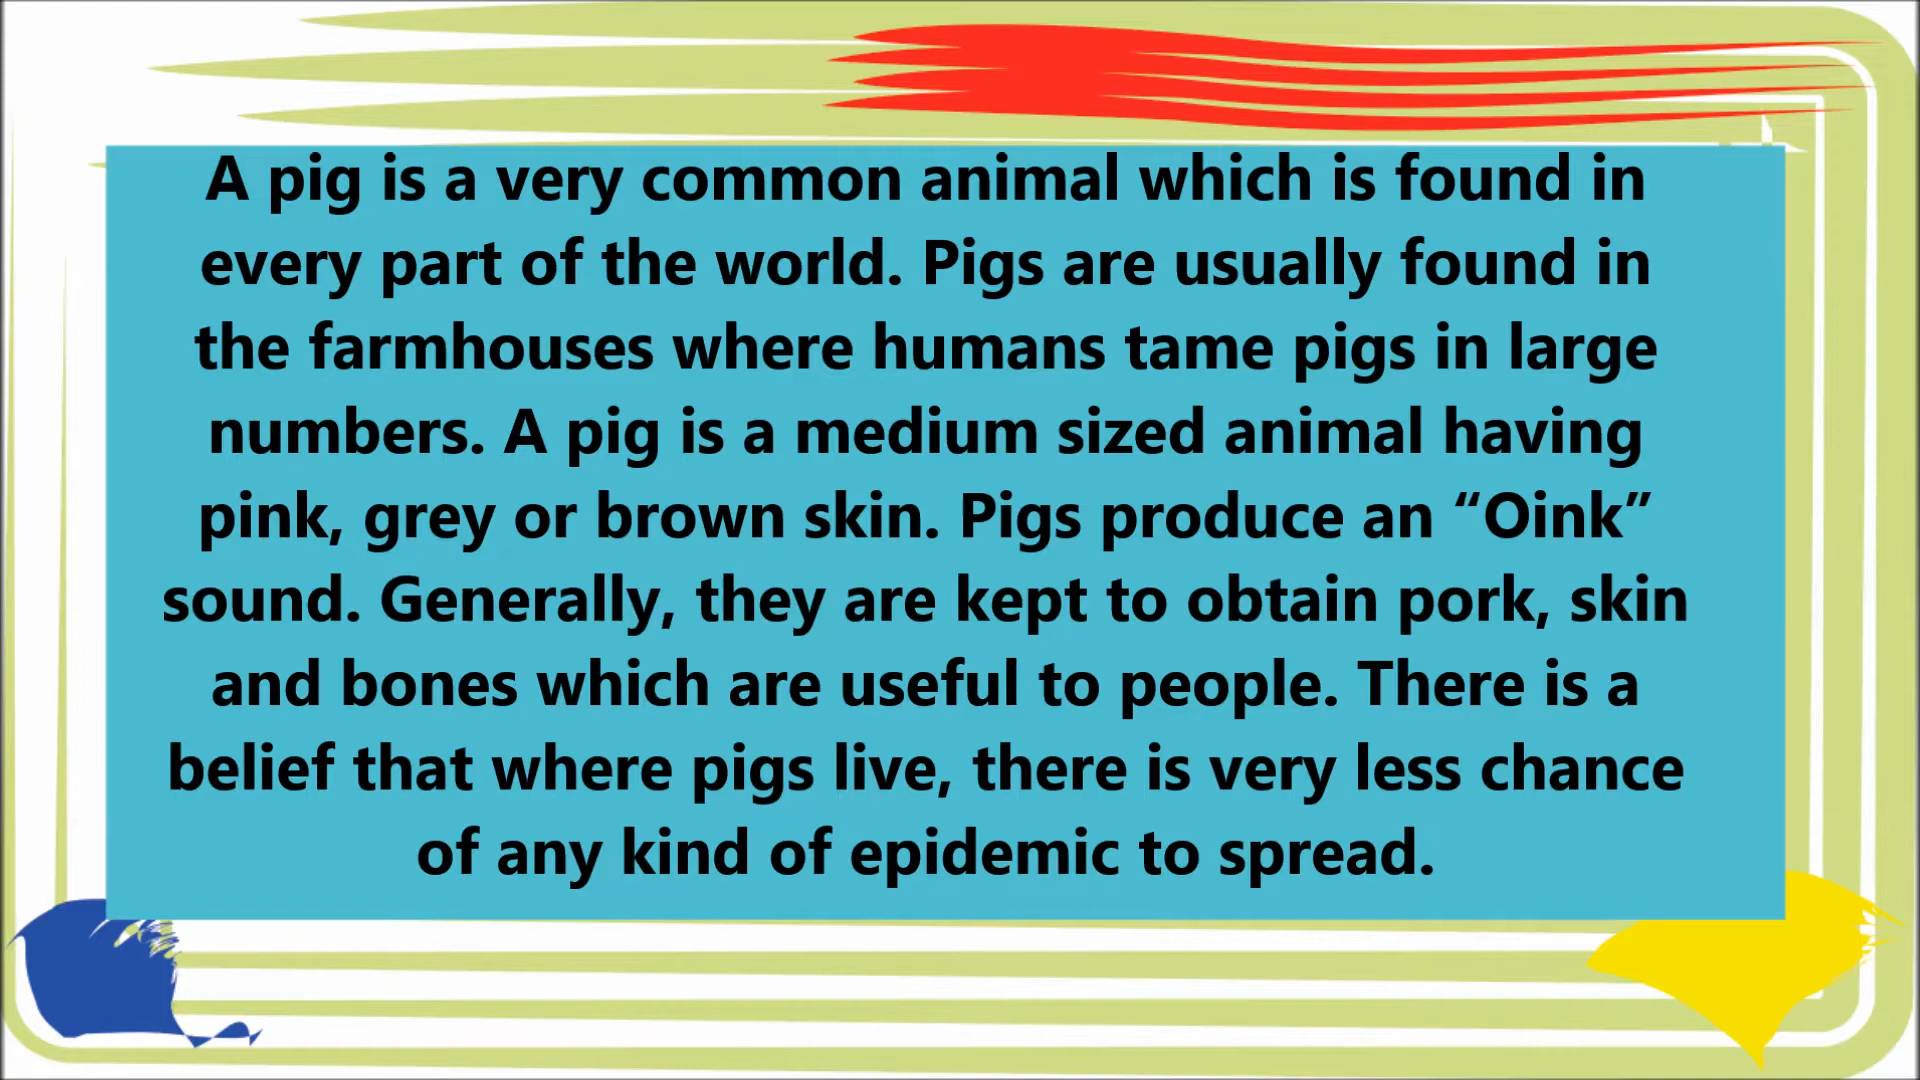 A pig is a very common animal which is found in
every part of the world. Pigs are usually found in
the farmhouses where humans tame pigs in large
numbers. A pig is a medium sized animal having
pink, grey or brown skin. Pigs produce an “Oink”
sound. Generally, they are kept to obtain pork, skin
and bones which are useful to people. There is a
belief that where pigs live, there is very less chance
of any kind of epidemic to spread.